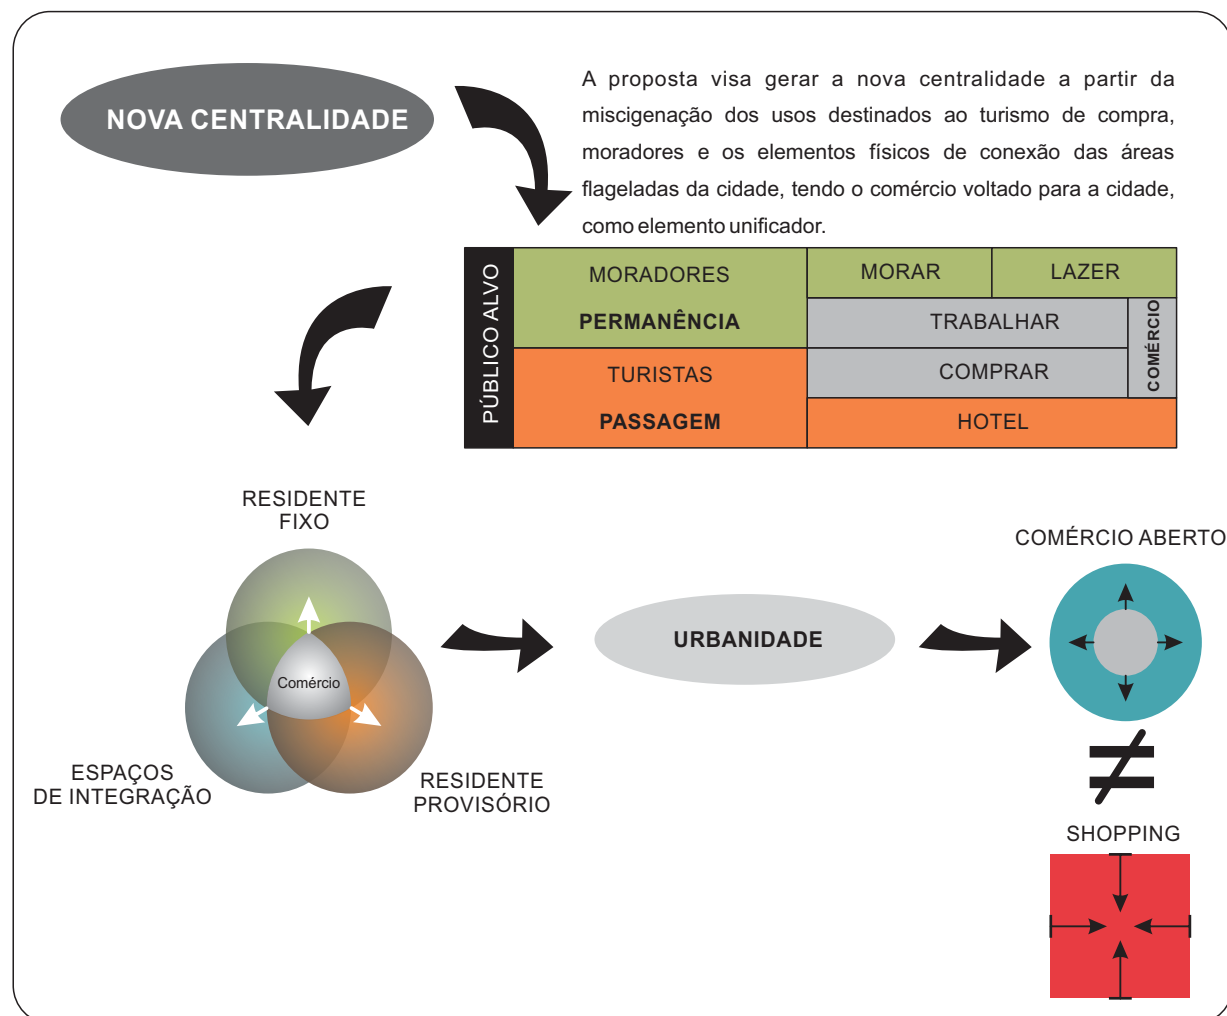 NOVA CENTRALIDADE
A proposta visa gerar a nova centralidade a partir da
miscigenação dos usos destinados ao turismo de compra,
moradores e os elementos físicos de conexão das áreas
flageladas da cidade, tendo o comércio voltado para a cidade,
como elemento unificador.
PÚBLICO ALVO
MORADORES
PERMANÊNCIA
TURISTAS
PASSAGEM
MORAR
LAZER
TRABALHAR
COMPRAR
COMÉRCIO
HOTEL
RESIDENTE
FIXO
Comércio
ESPAÇOS
DE INTEGRAÇÃO
RESIDENTE
PROVISÓRIO
URBANIDADE
COMÉRCIO ABERTO
≠
SHOPPING